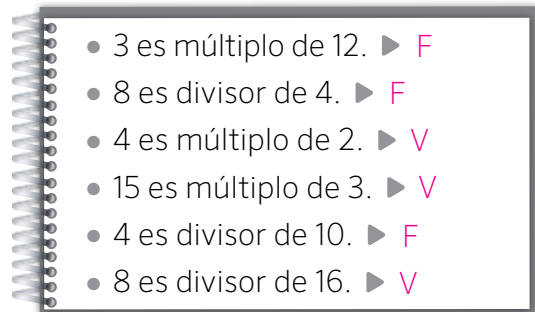 • 3 es múltiplo de 12. ▶ F
• 8 es divisor de 4. ▶ F
• 4 es múltiplo de 2. ▶ V
• 15 es múltiplo de 3. ▶ V
• 4 es divisor de 10. ▶ F
• 8 es divisor de 16. ▶ V